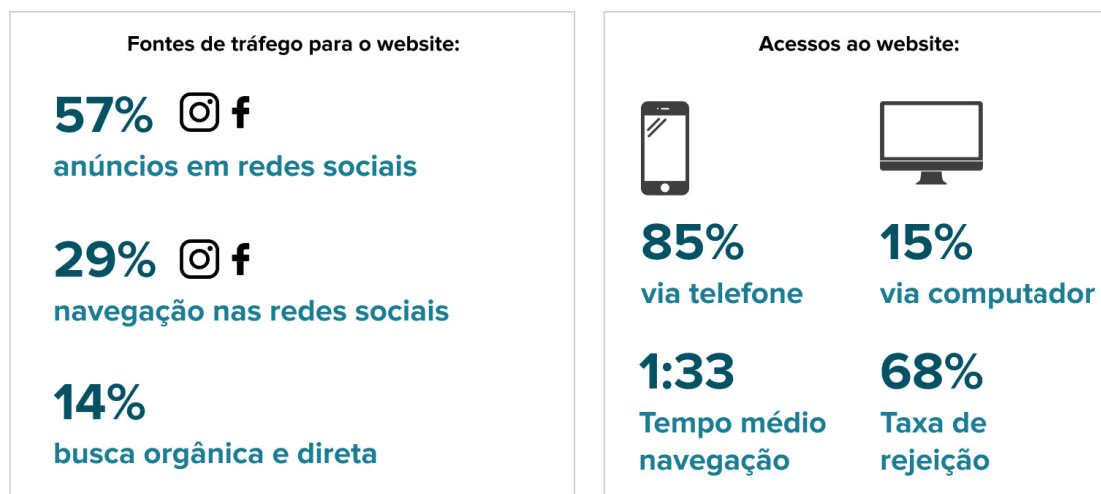 Fontes de tráfego para o website:
57%
anúncios em redes sociais
29%
navegação nas redes sociais
14%
busca orgânica e direta
Acessos ao website:
85%
via telefone
15%
via computador
1:33
Tempo médio
navegação
68%
Taxa de
rejeição